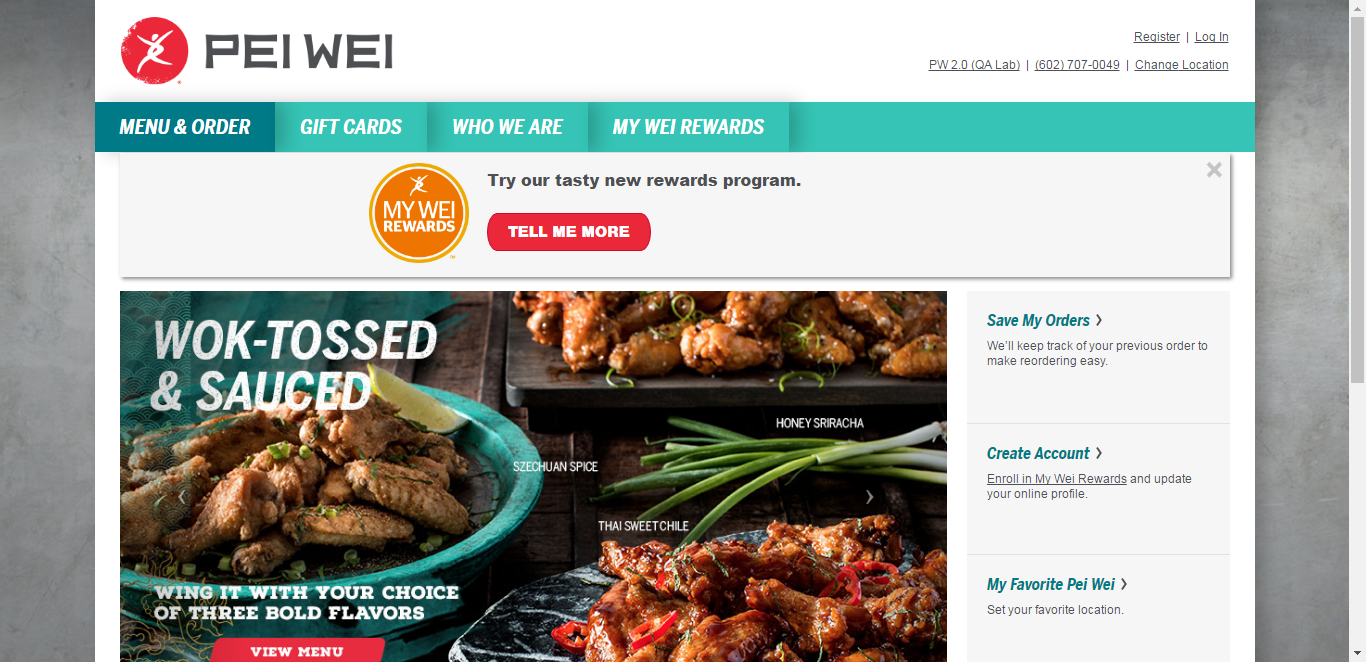 PEI WEI
Register | Log In
PW 2.0 (QA Lab) | (602) 707-0049 | Change Location
MENU & ORDER GIFT CARDS WHO WE ARE MY WEI REWARDS
MY WEI
REWARDS
TM
Try our tasty new rewards program.
TELL ME MORE
WOK-TOSSED
& SAUCED
HONEY SRIRACHA
SZECHUAN SPICE
THAI SWEET CHILE
WING IT WITH YOUR CHOICE
OF THREE BOLD FLAVORS
VIEW MENU
Save My Orders
We'll keep track of your previous order to
make reordering easy.
Create Account
Enroll in My Wei Rewards and update
your online profile.
My Favorite Pei Wei
Set your favorite location.